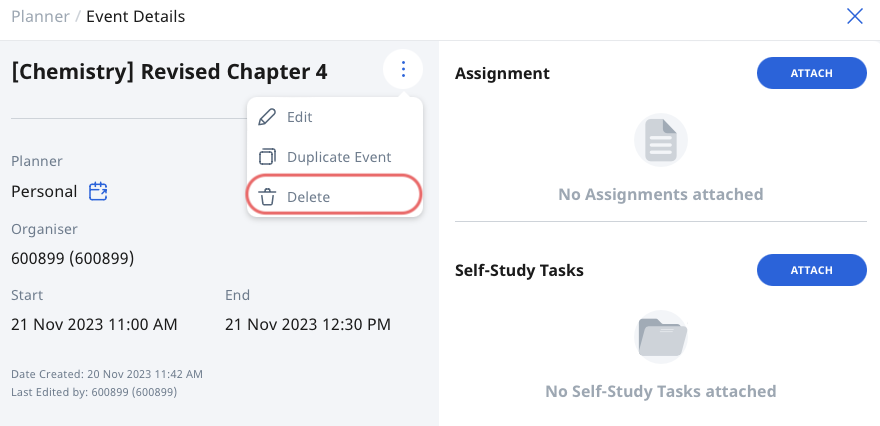 Planner / Event Details
[Chemistry] Revised Chapter 4
Edit
Duplicate Event
Delete
Planner
Personal
Organiser
600899 (600899)
Start
End
21 Nov 2023 11:00 AM
21 Nov 2023 12:30 PM
Date Created: 20 Nov 2023 11:42 AM
Last Edited by: 600899 (600899)
Assignment
ATTACH
No Assignments attached
Self-Study Tasks
ATTACH
No Self-Study Tasks attached